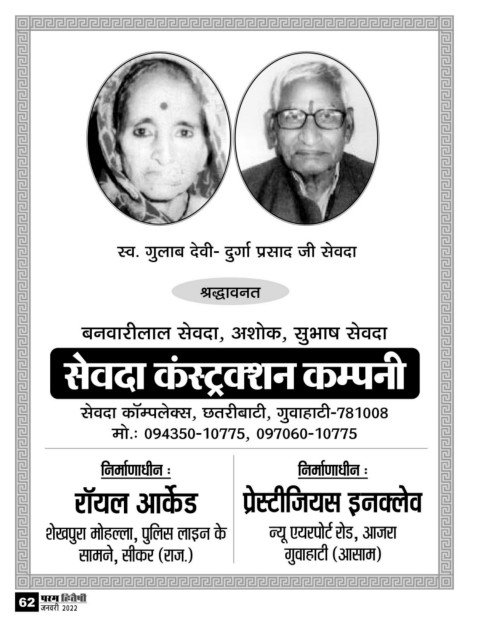 स्व. गुलाब देवी- दुर्गा प्रसाद जी सेवदा
श्रद्धावनत
बनवारीलाल सेवदा, अशोक, सुभाष सेवदा
सेवदा कंस्ट्रक्शन कम्पनी
सेवदा कॉम्पलेक्स, छतरीबाटी, गुवाहाटी-781008
मो.: 094350-10775, 097060-10775
निर्माणाधीन :
रॉयल आर्केड
शेखपुरा मोहल्ला, पुलिस लाइन के
सामने, सीकर (राज.)
निर्माणाधीन :
प्रेस्टीजियस इनक्लेव
न्यू एयरपोर्ट रोड, आजरा
गुवाहाटी (आसाम)
62 परम हितैषी
जनवरी 2022